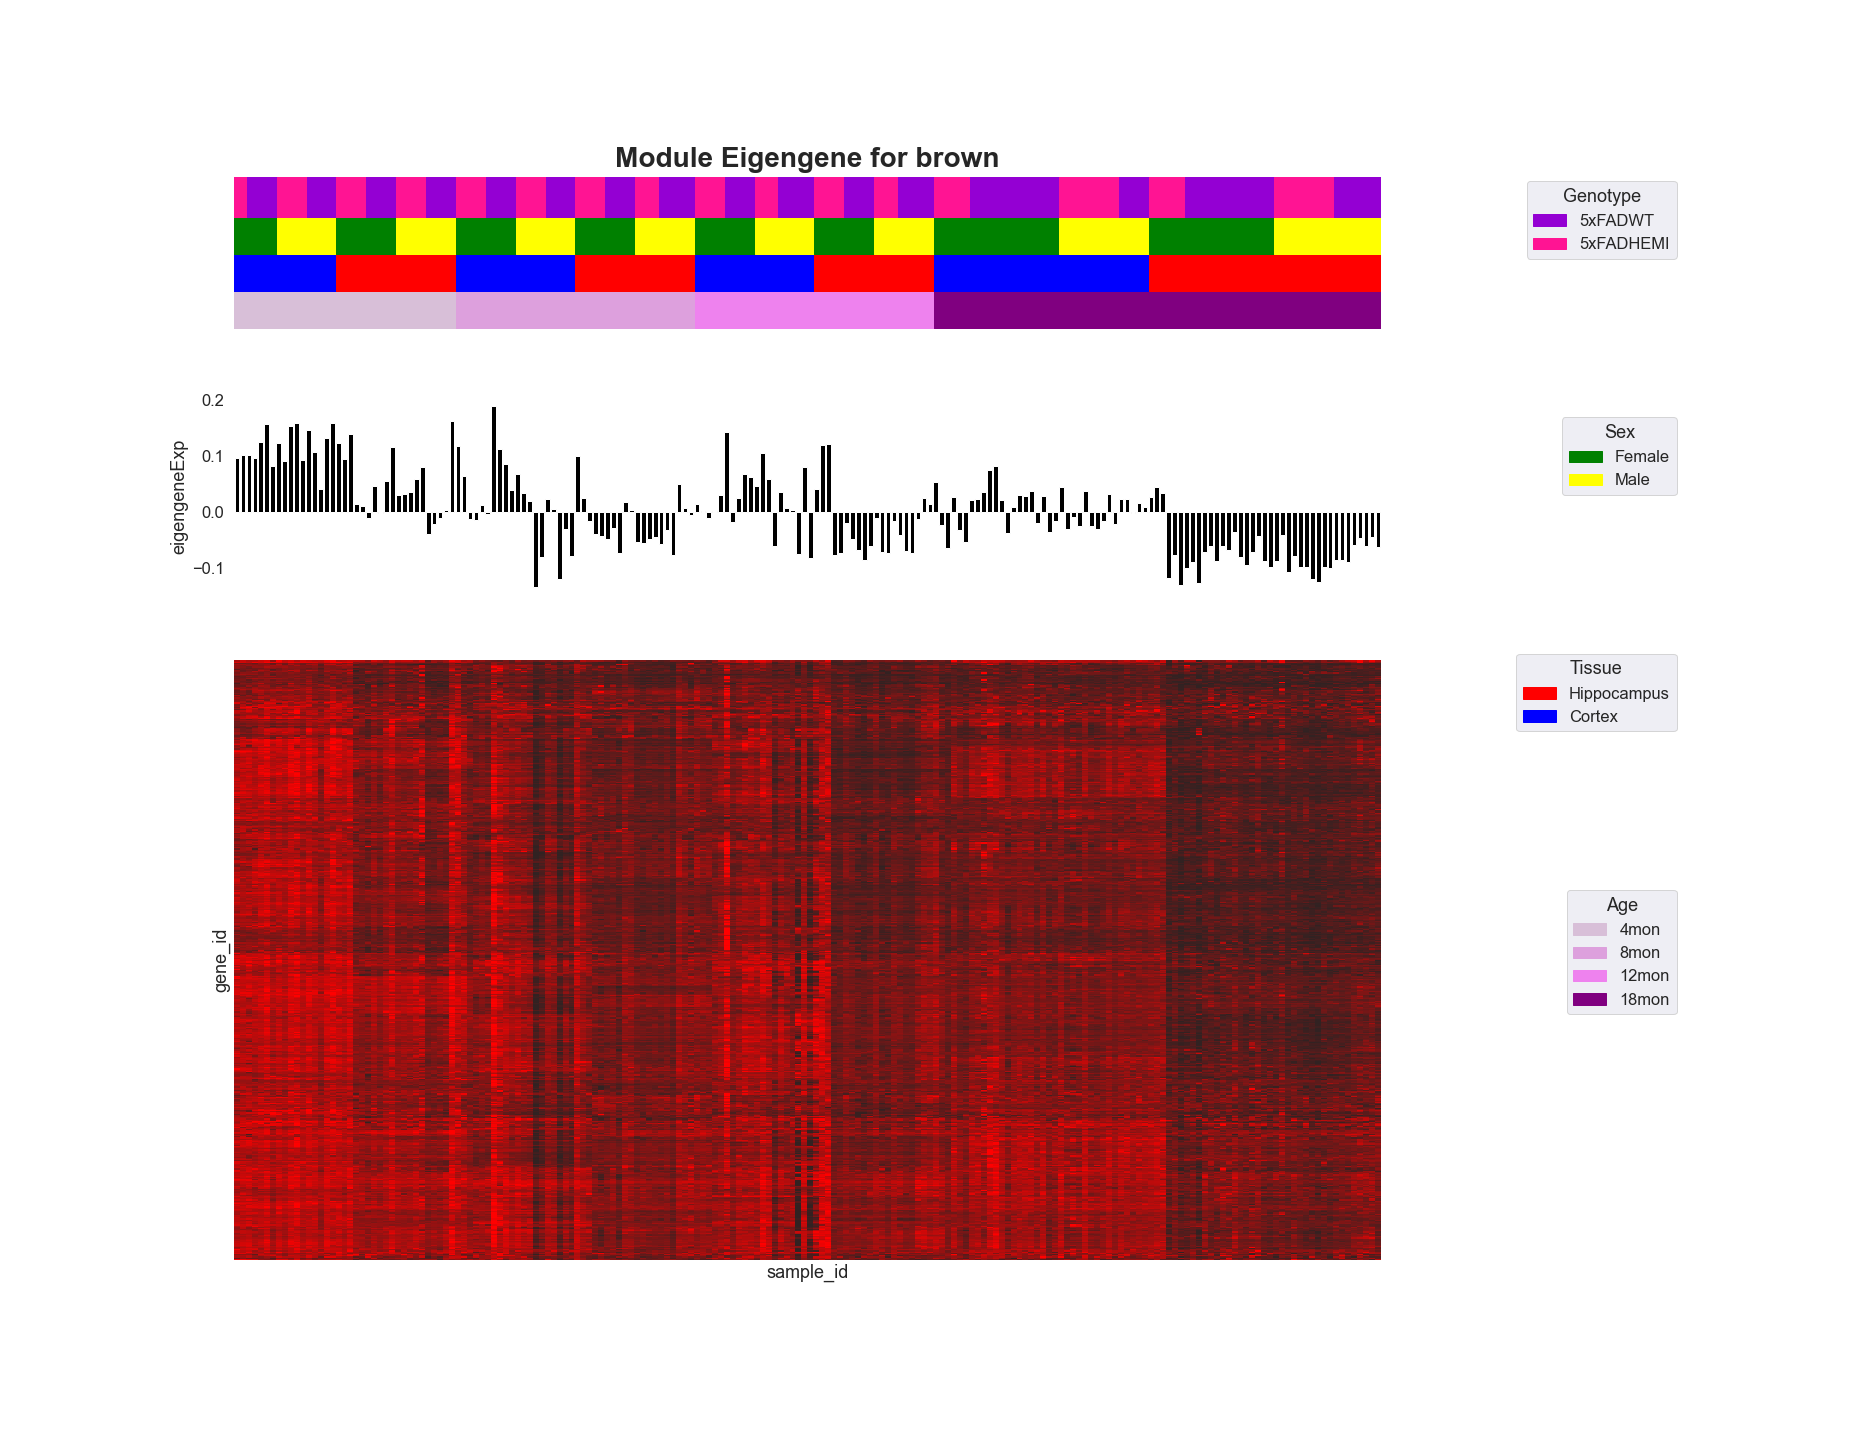 Module Eigengene for brown
Genotype
5xFADWT
5xFADHEMI
0.2
0.1
0.0
−0.1
eigengeneExp
Sex
Female
Male
Tissue
Hippocampus
Cortex
gene_id
sample_id
Age
4mon
8mon
12mon
18mon